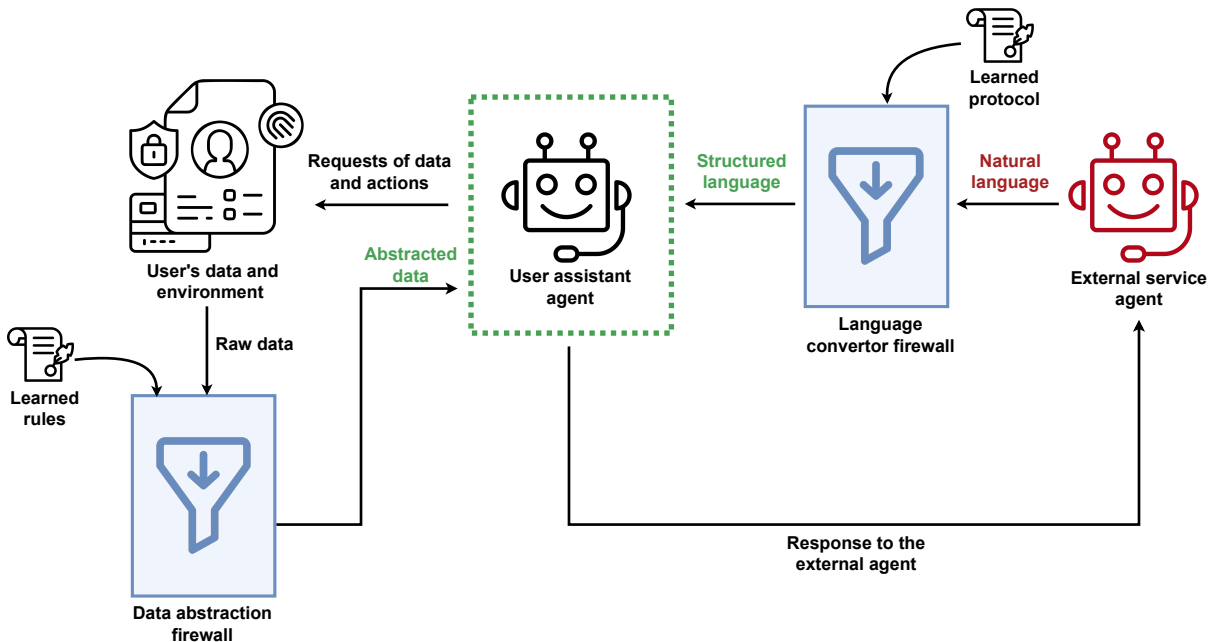 Learned
protocol
Requests of data
and actions
Structured
language
Natural
language
User's data and
environment
Abstracted
data
User assistant
agent
External service
agent
Language
convertor firewall
Raw data
Learned
rules
Response to the
external agent
Data abstraction
firewall